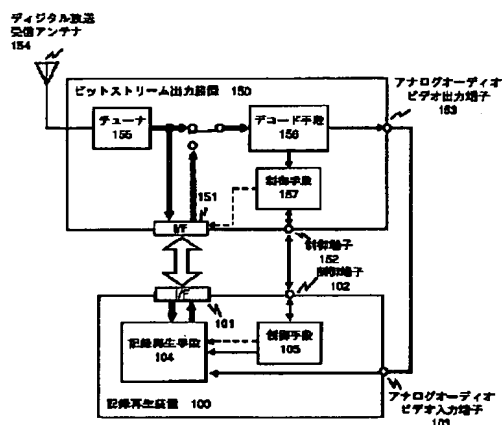 ディジタル放送
受信アンテナ
154
ビットストリーム出力装置 150
アナログオーディオ
ビデオ出力端子
153
チューナ
155
デコード手段
156
制御手段
157
151
I/F
制御端子
152
制御端子
102
I/F
101
記録再生手段
104
制御手段
105
記録再生装置 100
アナログオーディオ
ビデオ入力端子
103